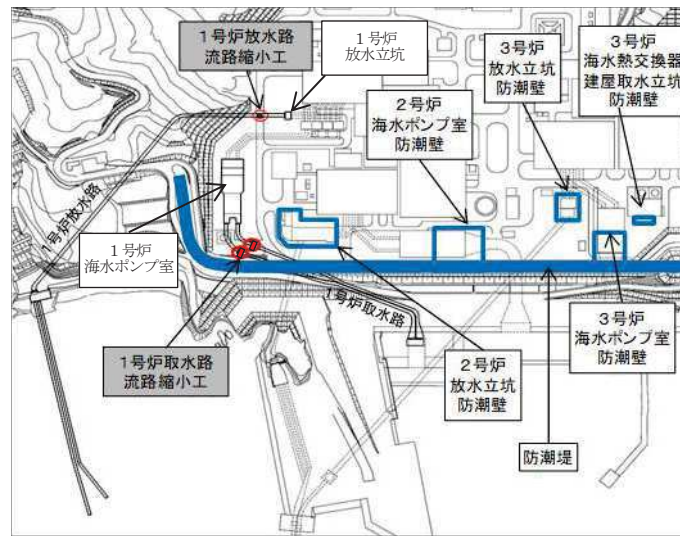 1号炉放水路
流路縮小工
1号炉
放水立坑
3号炉
放水立坑
防潮壁
3号炉
海水熱交換器
建屋取水立坑
防潮壁
2号炉
海水ポンプ室
防潮壁
1号炉放水路
1号炉
海水ポンプ室
1号炉取水路
1号炉取水路
流路縮小工
2号炉
放水立坑
防潮壁
3号炉
海水ポンプ室
防潮壁
防潮堤